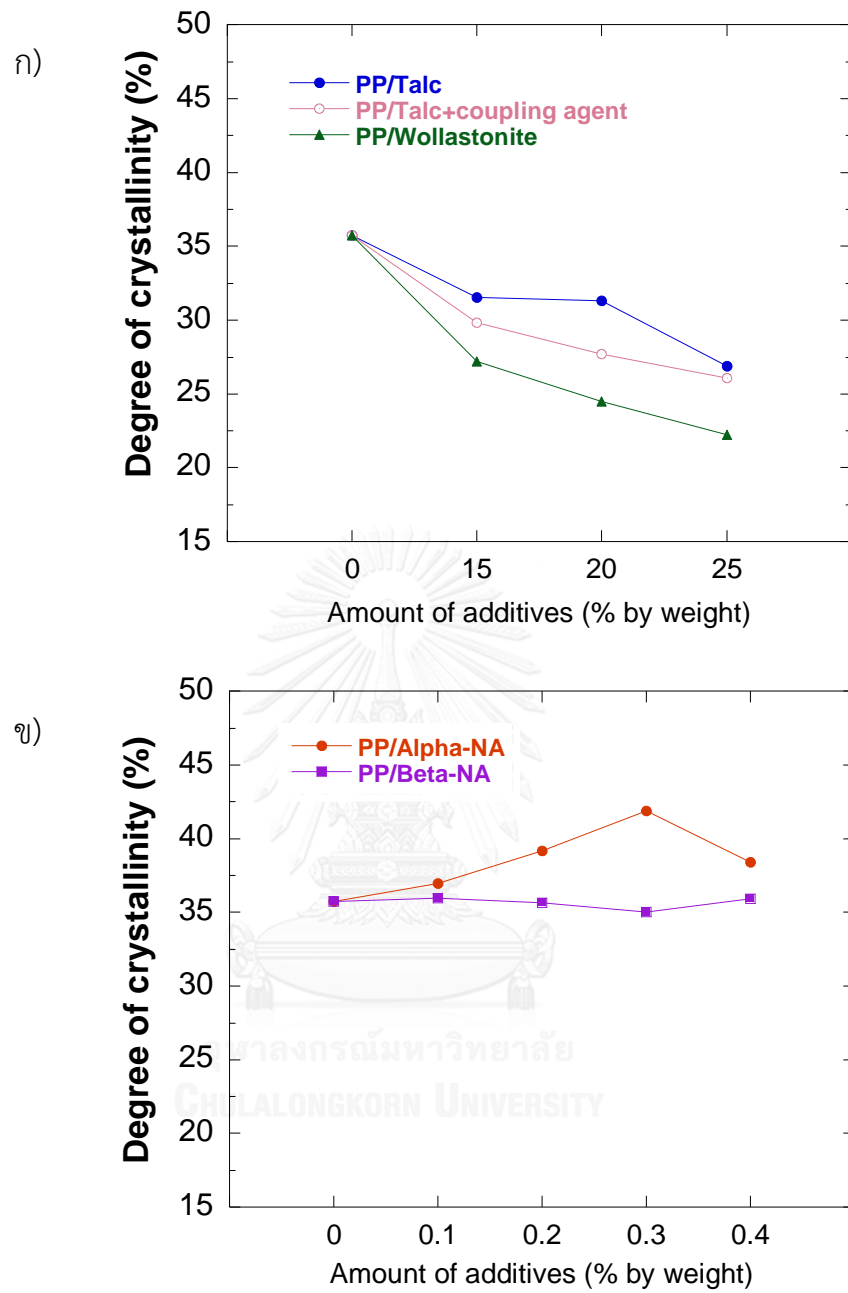 ก)
50
45
40
35
30
25
20
15
Degree of crystallinity (%)
PP/Talc
PP/Talc+coupling agent
PP/Wollastonite
0 15 20 25
Amount of additives (% by weight)
ข)
50
45
40
35
30
25
20
15
Degree of crystallinity (%)
PP/Alpha-NA
PP/Beta-NA
จุฬาลงกรณ์มหาวิทยาลัย
CHULALONGKORN UNIVERSITY
0 0.1 0.2 0.3 0.4
Amount of additives (% by weight)